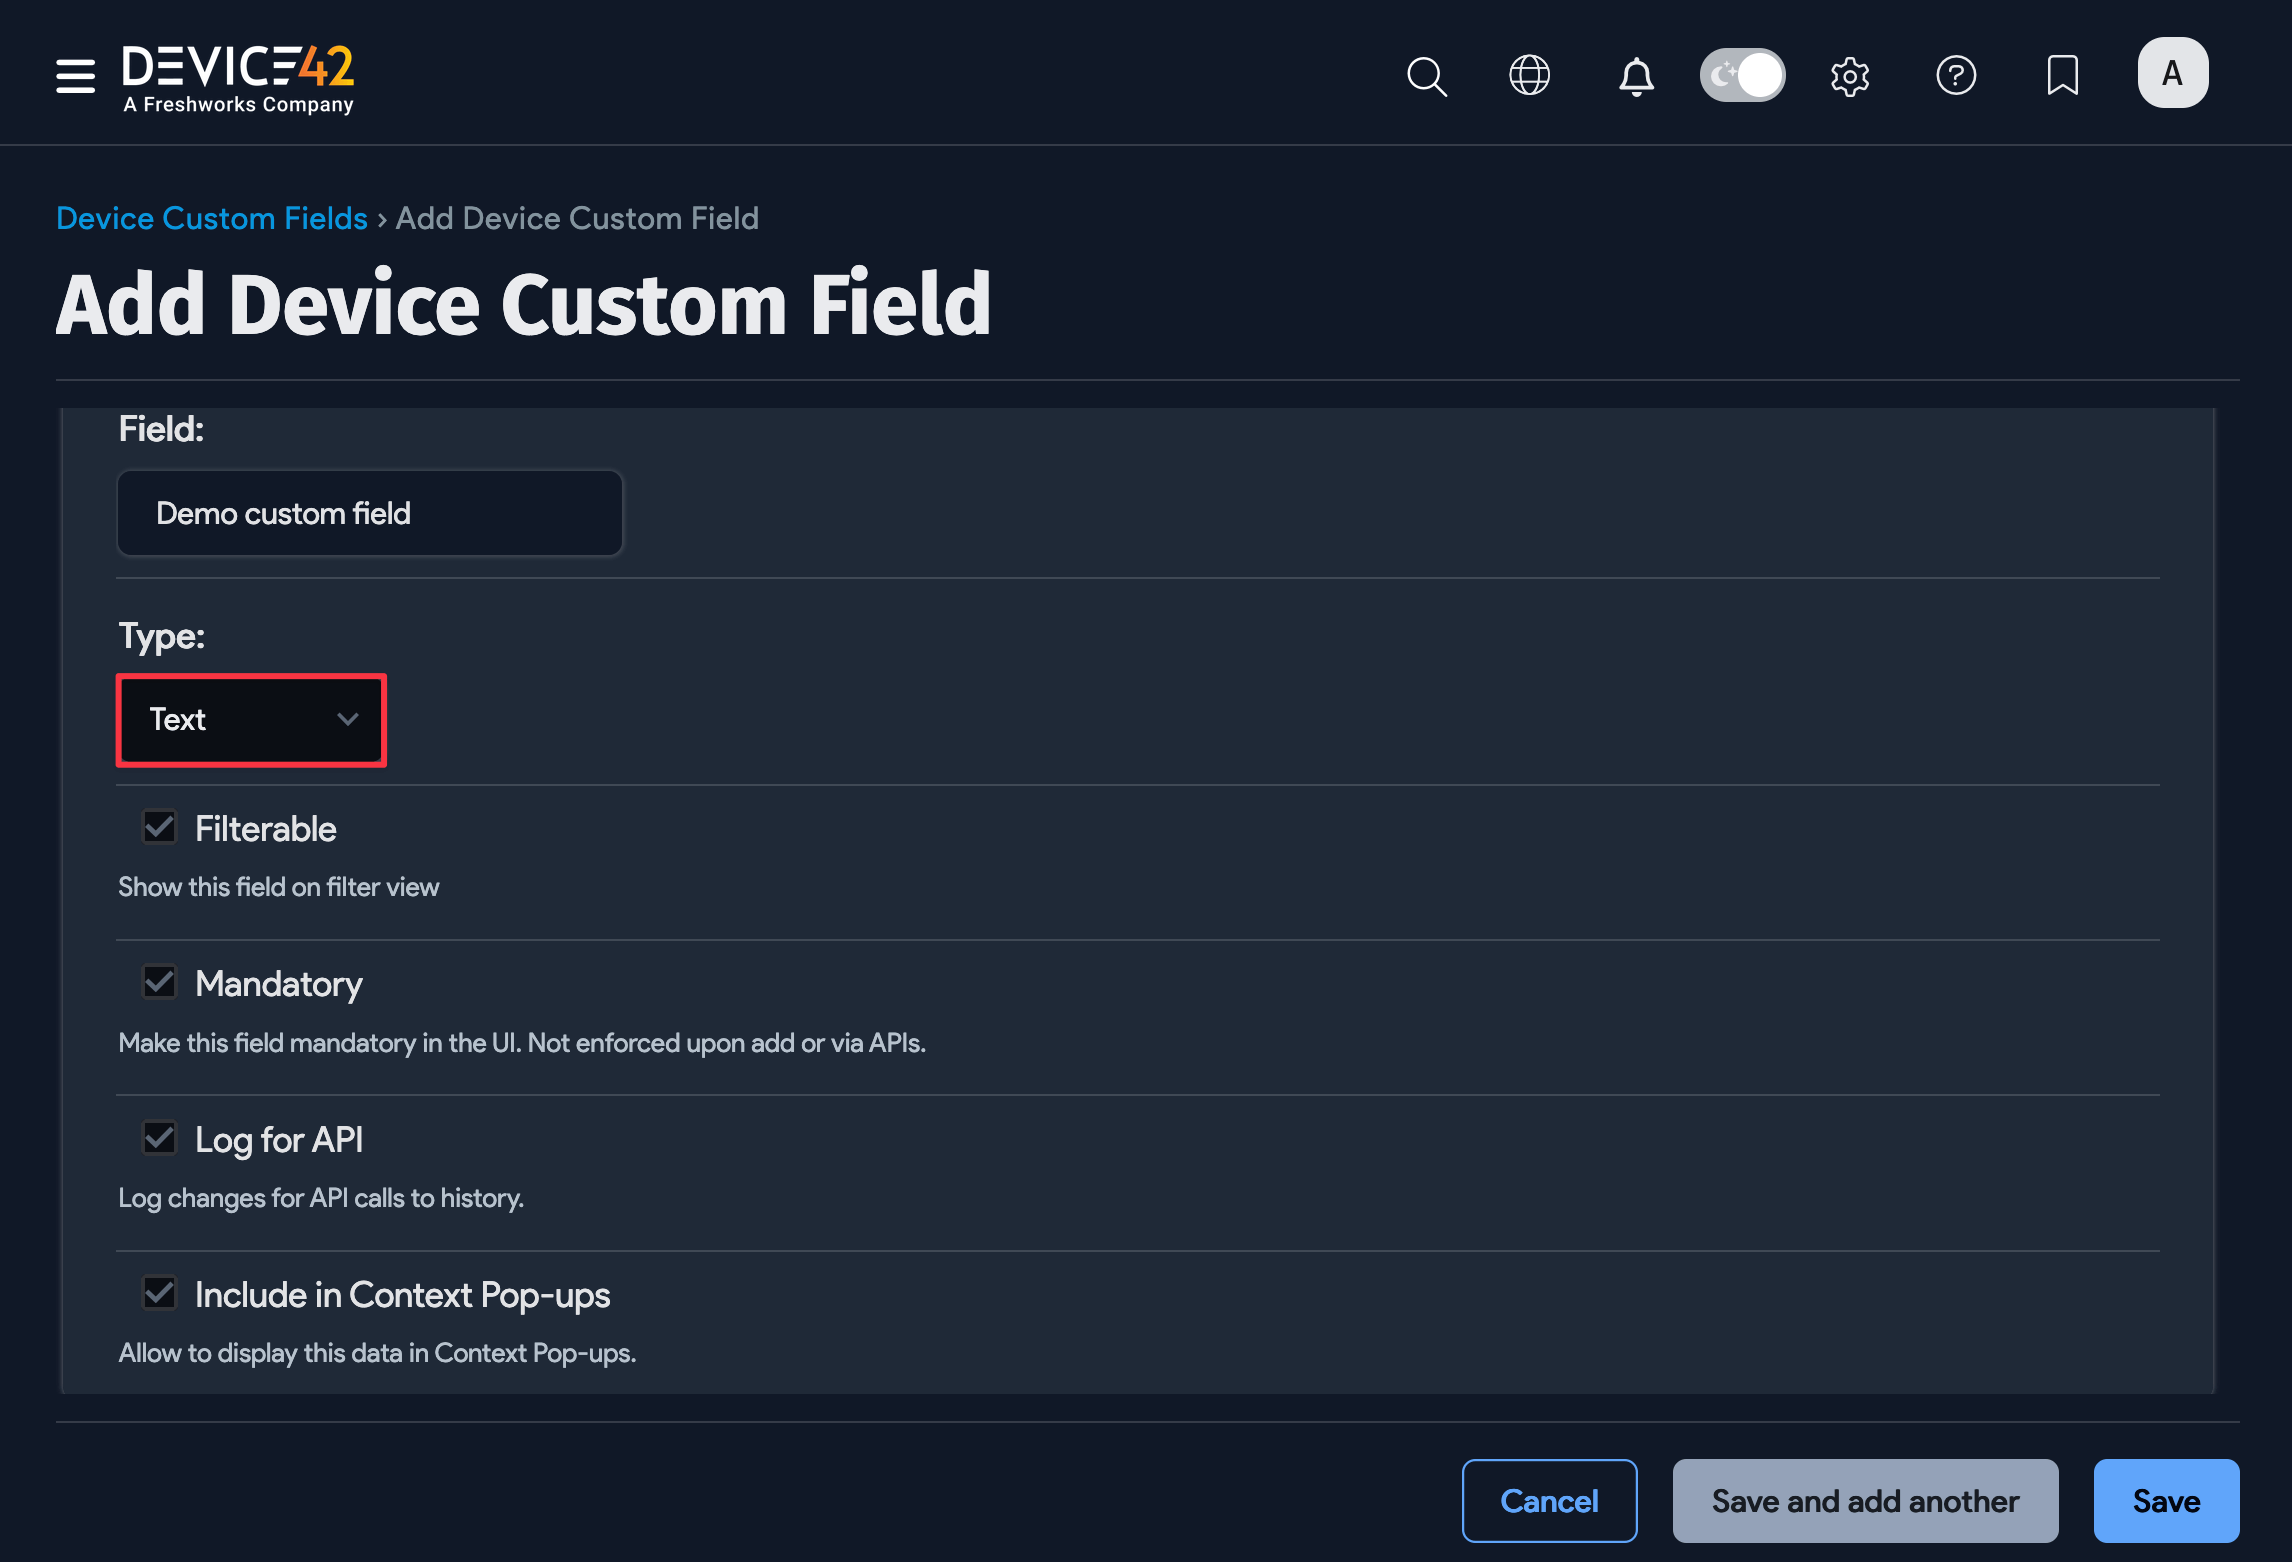 DEVICE42
A Freshworks Company
A
Device Custom Fields › Add Device Custom Field
Add Device Custom Field
Field:
Demo custom field
Type:
Text
Filterable
Show this field on filter view
Mandatory
Make this field mandatory in the UI. Not enforced upon add or via APIs.
Log for API
Log changes for API calls to history.
Include in Context Pop-ups
Allow to display this data in Context Pop-ups.
Cancel
Save and add another
Save